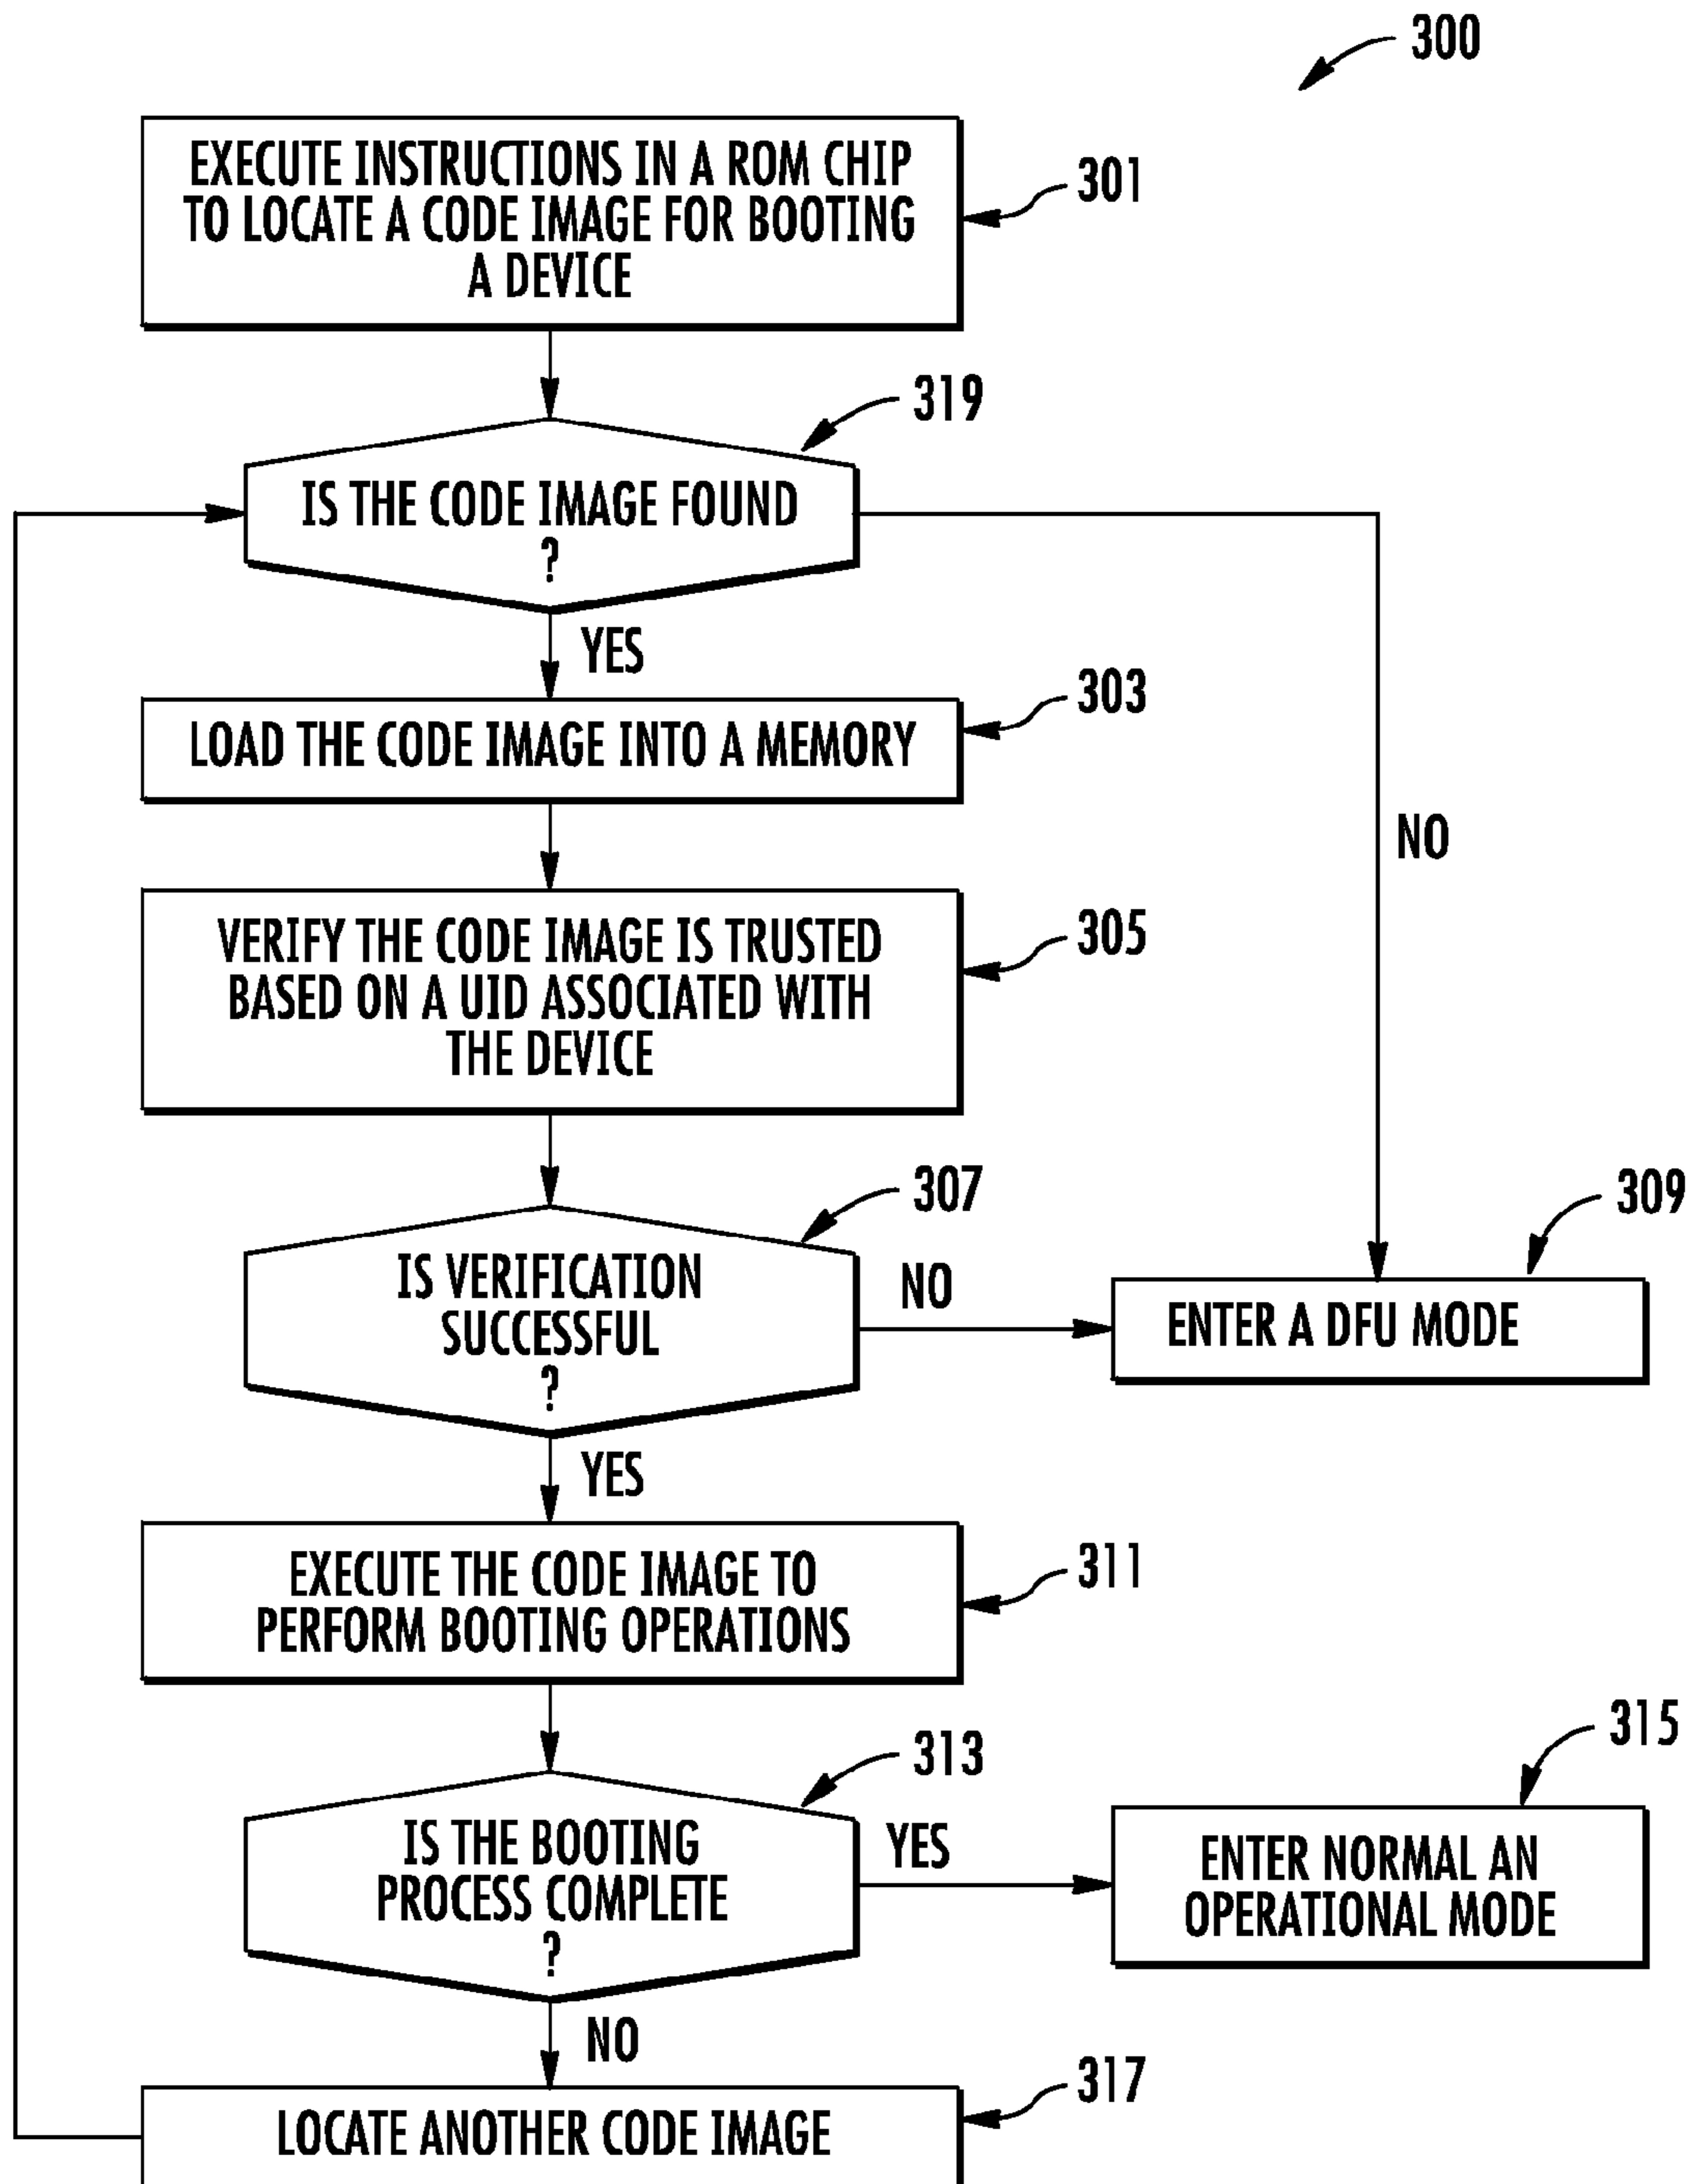 300
EXECUTE INSTRUCTIONS IN A ROM CHIP
TO LOCATE A CODE IMAGE FOR BOOTING
A DEVICE
301
319
IS THE CODE IMAGE FOUND
?
YES
303
LOAD THE CODE IMAGE INTO A MEMORY
NO
305
VERIFY THE CODE IMAGE IS TRUSTED
BASED ON A UID ASSOCIATED WITH
THE DEVICE
307
309
IS VERIFICATION
SUCCESSFUL
?
NO
ENTER A DFU MODE
YES
311
EXECUTE THE CODE IMAGE TO
PERFORM BOOTING OPERATIONS
313
315
IS THE BOOTING
PROCESS COMPLETE
?
YES
ENTER NORMAL AN
OPERATIONAL MODE
NO
317
LOCATE ANOTHER CODE IMAGE